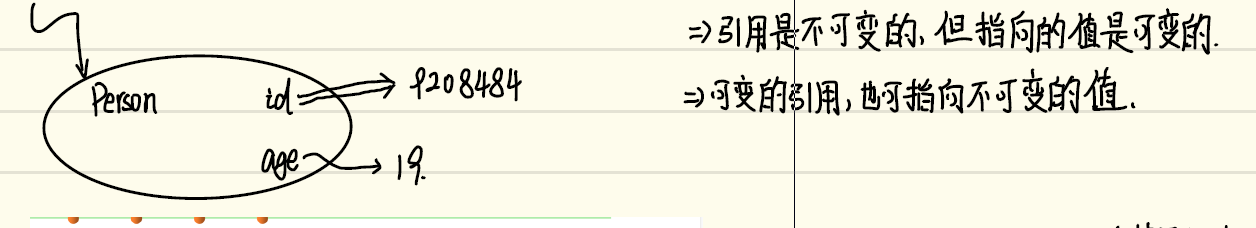 ⇒引用是不可变的, 但指向的值是可变的.
⇒可变的引用, 也可指向不可变的值.
Person id 9208484
age 19.